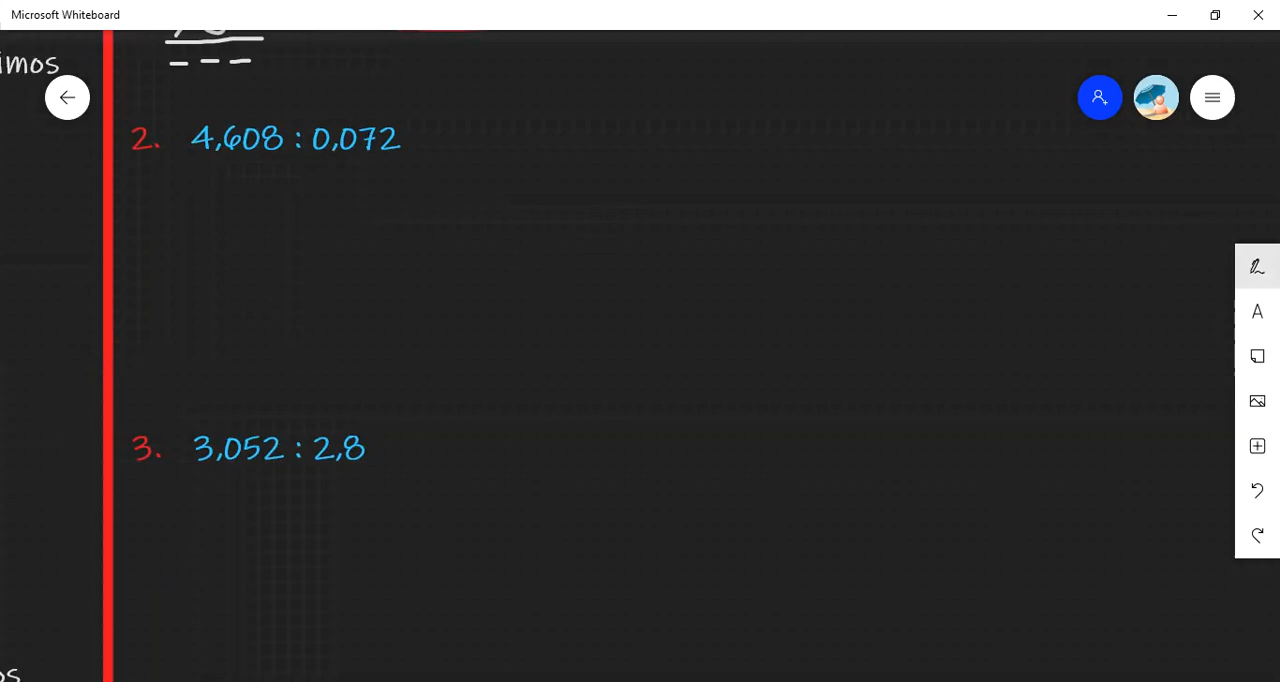 Microsoft Whiteboard
imos
2. 4,608 : 0,072
3. 3,052 : 2,8
os